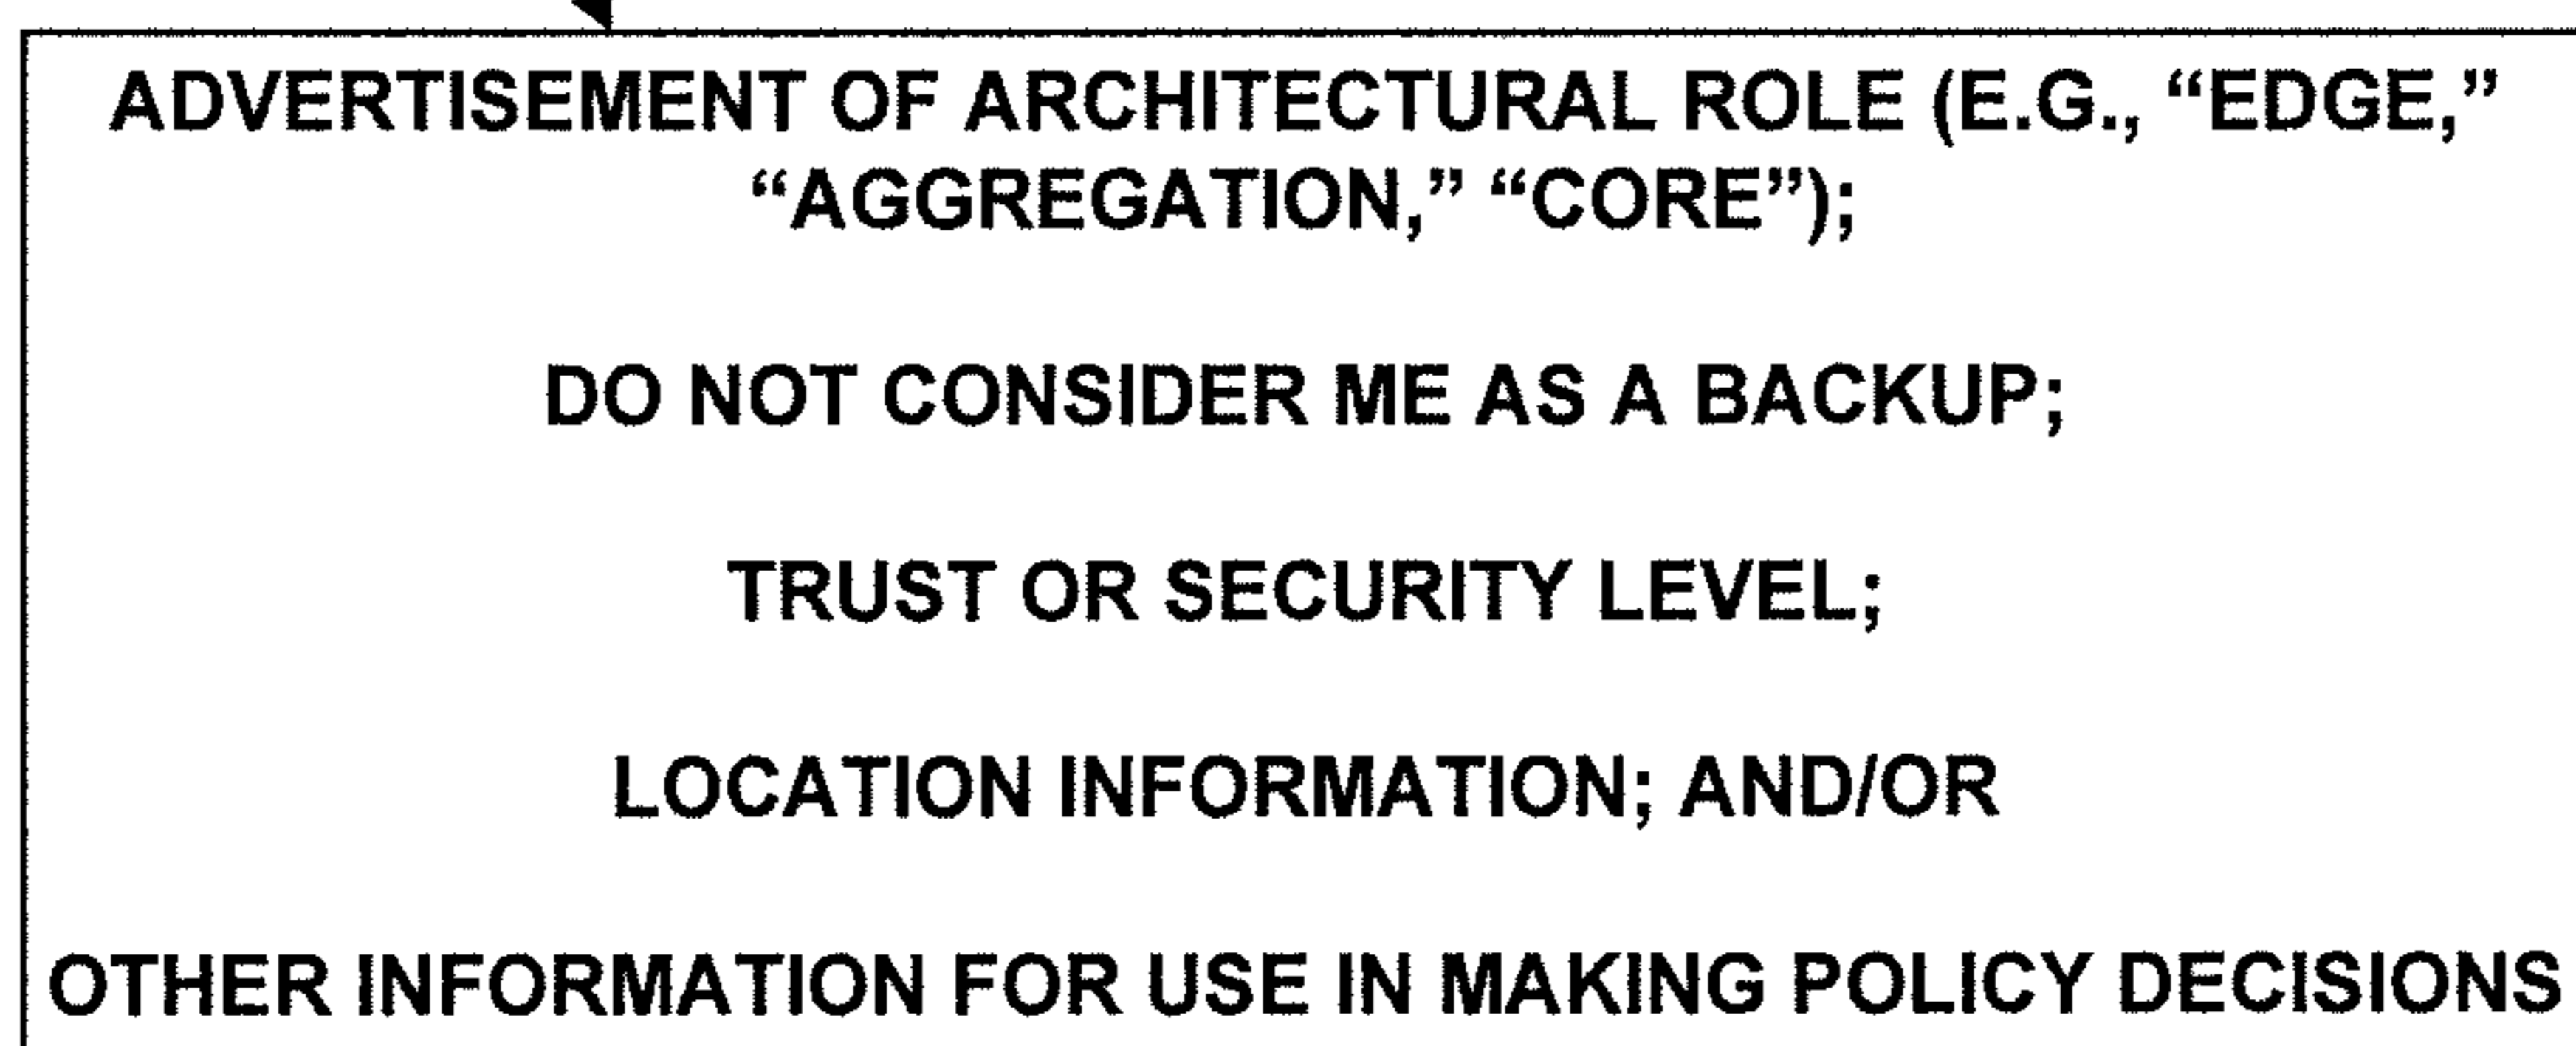 ADVERTISEMENT OF ARCHITECTURAL ROLE (E.G., “EDGE,”
“AGGREGATION,” “CORE”);
DO NOT CONSIDER ME AS A BACKUP;
TRUST OR SECURITY LEVEL;
LOCATION INFORMATION; AND/OR
OTHER INFORMATION FOR USE IN MAKING POLICY DECISIONS